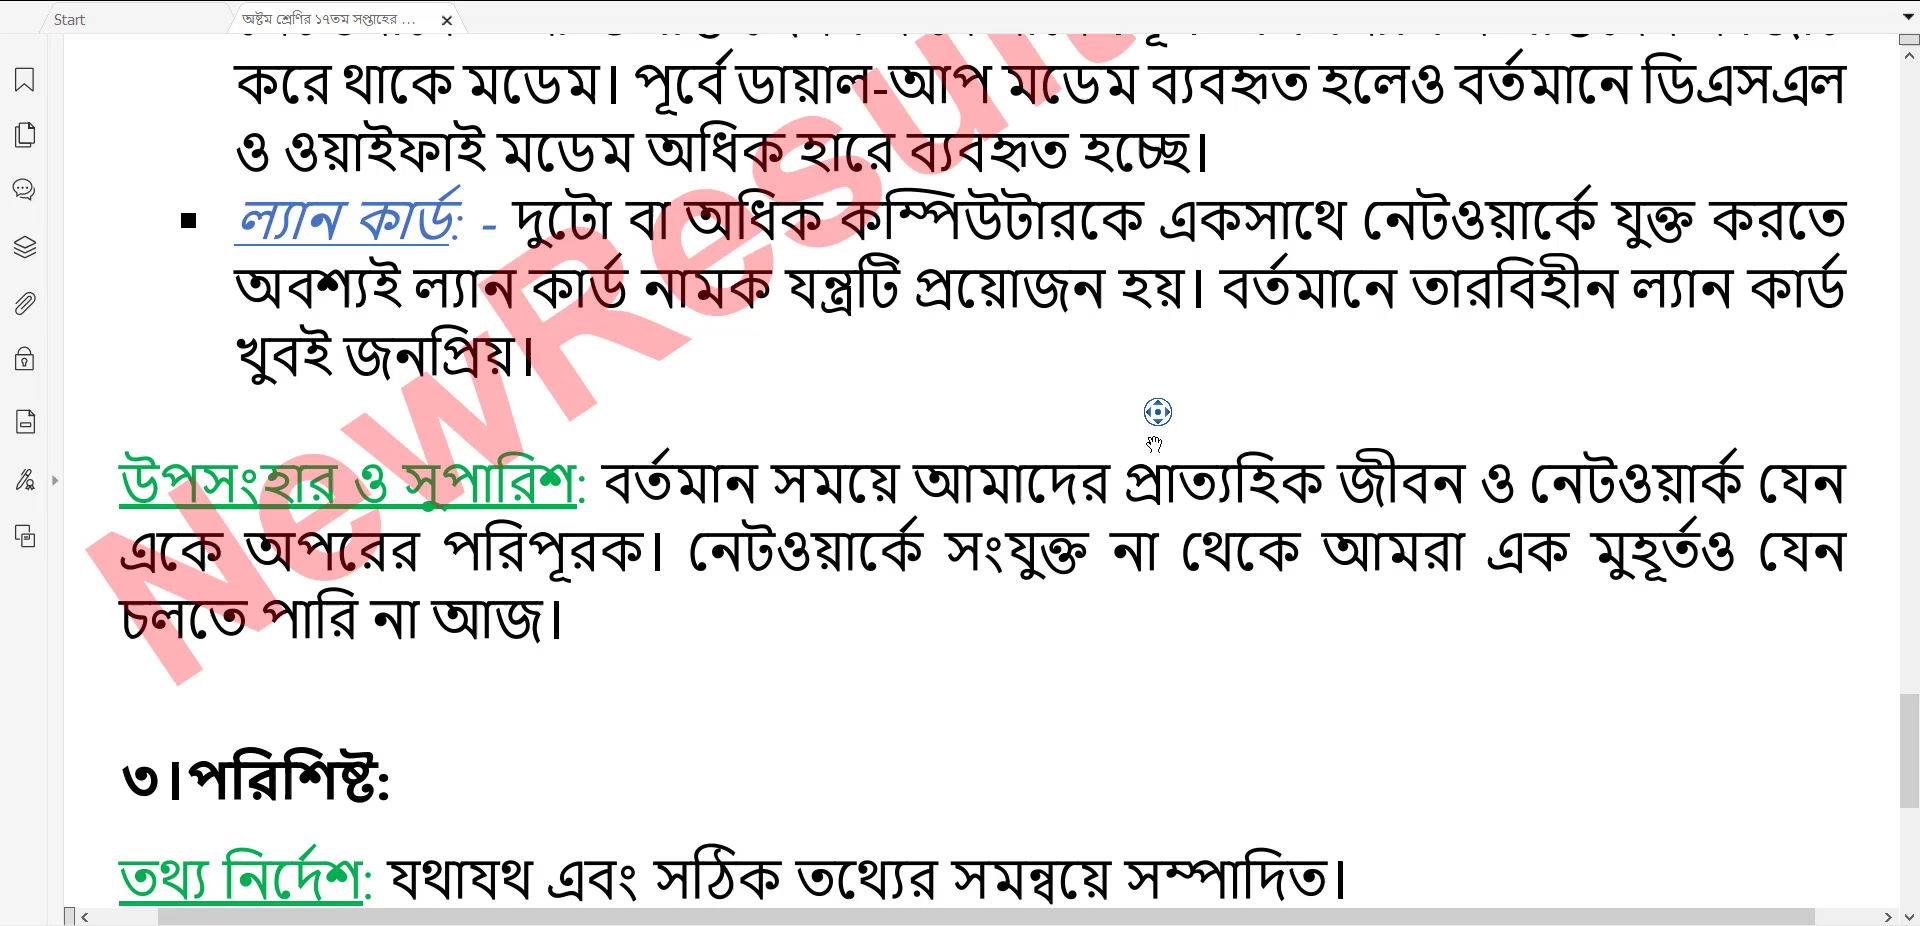 Start
অষ্টম শ্রেণির ১৭তম সপ্তাহের ...
করে থাকে মডেম। পূর্বে ডায়াল-আপ মডেম ব্যবহৃত হলেও বর্তমানে ডিএসএল
ও ওয়াইফাই মডেম অধিক হারে ব্যবহৃত হচ্ছে।
▪ ল্যান কার্ড: - দুটো বা অধিক কম্পিউটারকে একসাথে নেটওয়ার্কে যুক্ত করতে
অবশ্যই ল্যান কার্ড নামক যন্ত্রটি প্রয়োজন হয়। বর্তমানে তারবিহীন ল্যান কার্ড
খুবই জনপ্রিয়।
উপসংহার ও সুপারিশ: বর্তমান সময়ে আমাদের প্রাত্যহিক জীবন ও নেটওয়ার্ক যেন
একে অপরের পরিপূরক। নেটওয়ার্কে সংযুক্ত না থেকে আমরা এক মুহূর্তও যেন
চলতে পারি না আজ।
৩।পরিশিষ্ট:
তথ্য নির্দেশ: যথাযথ এবং সঠিক তথ্যের সমন্বয়ে সম্পাদিত।
NewResult